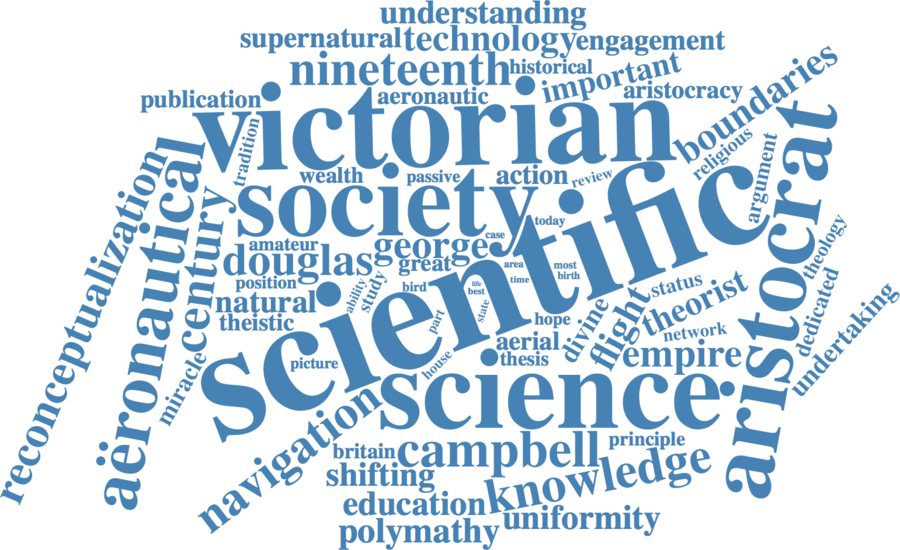 understanding
supernatural
technology
engagement
nineteenth
historical
important
boundaries
publication
aeronautic
aristocracy
victorian
tradition
religious
wealth
passive
action
review
argument
aristocrat
reconceptualization
aëronautical
century
society
today
case
george
amateur
douglas
great
area
most
scientific
theology
position
ability
study
bird
life
time
birth
status
natural
best
state
theistic
part
hope
divine
flight
theorist
dedicated
network
aerial
undertaking
miracle
picture
house
thesis
empire
science
navigation
britain
campbell
principle
shifting
knowledge
education
uniformity
polymathy